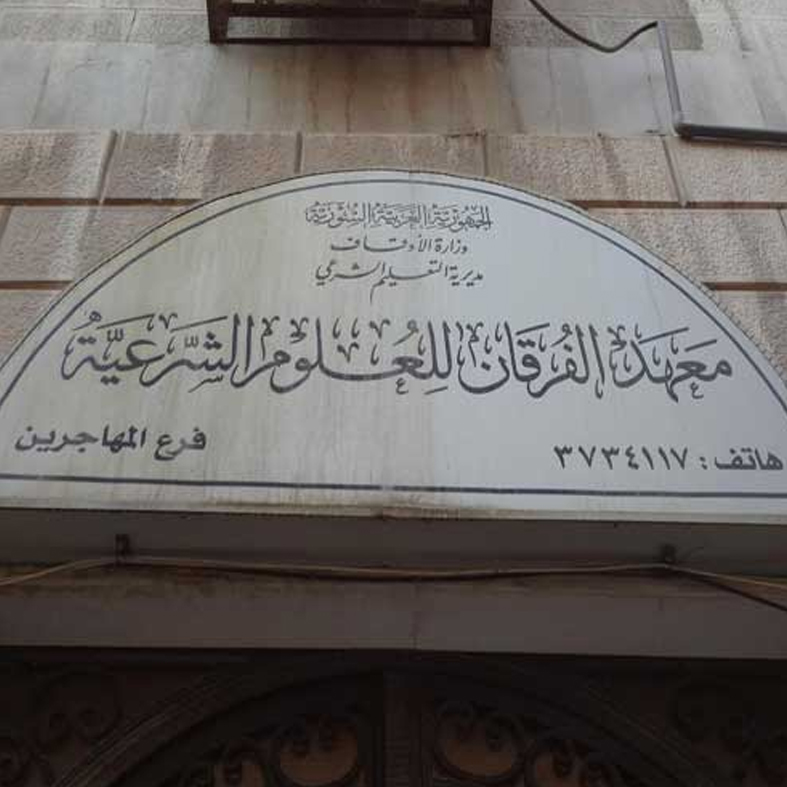 الجمهورية العربية السورية
وزارة الأوقاف
مديرية التعليم الشرعي
معهد الفرقان للعلوم الشرعية
هاتف: ٣٧٣٤١١٧ فرع المهاجرين